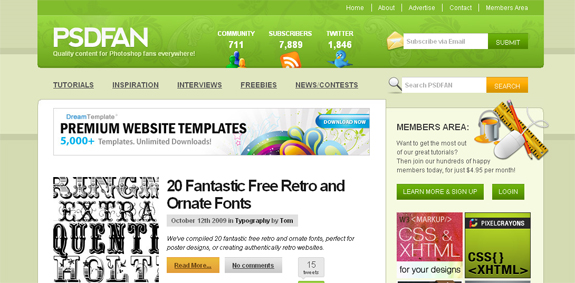 Home | About | Advertise | Contact | Members Area
PSDFAN
Quality content for Photoshop fans everywhere!
COMMUNITY SUBSCRIBERS TWITTER
711 7,889 1,846
Subscribe via Email SUBMIT
TUTORIALS INSPIRATION INTERVIEWS FREEBIES NEWS/CONTESTS
Search PSDFAN SEARCH
DreamTemplate
DOWNLOAD NOW
PREMIUM WEBSITE TEMPLATES
5,000+ Templates. Unlimited Downloads!
RINGIN
EXTRA
QUENTI
HOLT
20 Fantastic Free Retro and
Ornate Fonts
October 12th 2009 in Typography by Tom
We've compiled 20 fantastic free retro and ornate fonts, perfect for
poster designs, or creating authentically retro websites.
Read More... No comments
15
tweets
MEMBERS AREA:
Want to get the most out
of our great tutorials?
Then join our hundreds of happy
members today, for just $4.95 per month!
LEARN MORE & SIGN UP LOGIN
W3 <MARKUP/>
CSS &
XHTML
for your designs
PIXELCRAYONS
CSS{}
<XHTML>